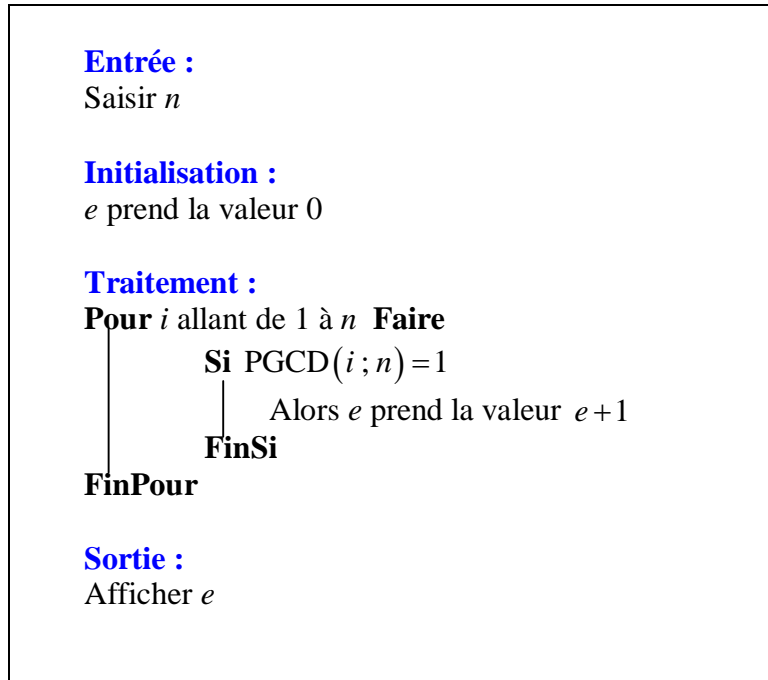 Entrée :
Saisir n
Initialisation :
e prend la valeur 0
Traitement :
Pour i allant de 1 à n Faire
Si PGCD(i ; n) = 1
Alors e prend la valeur e+1
FinSi
FinPour
Sortie :
Afficher e